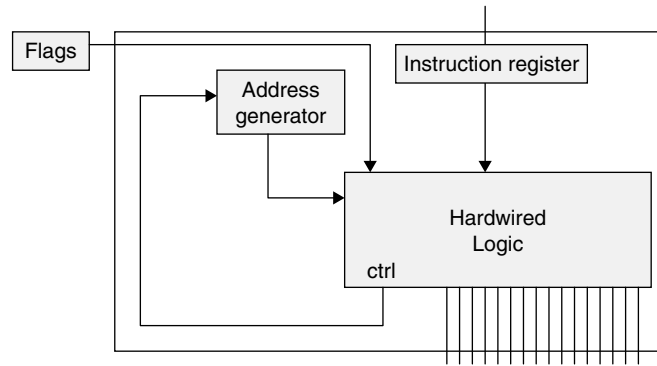 Flags
Instruction register
Address
generator
Hardwired
Logic
ctrl